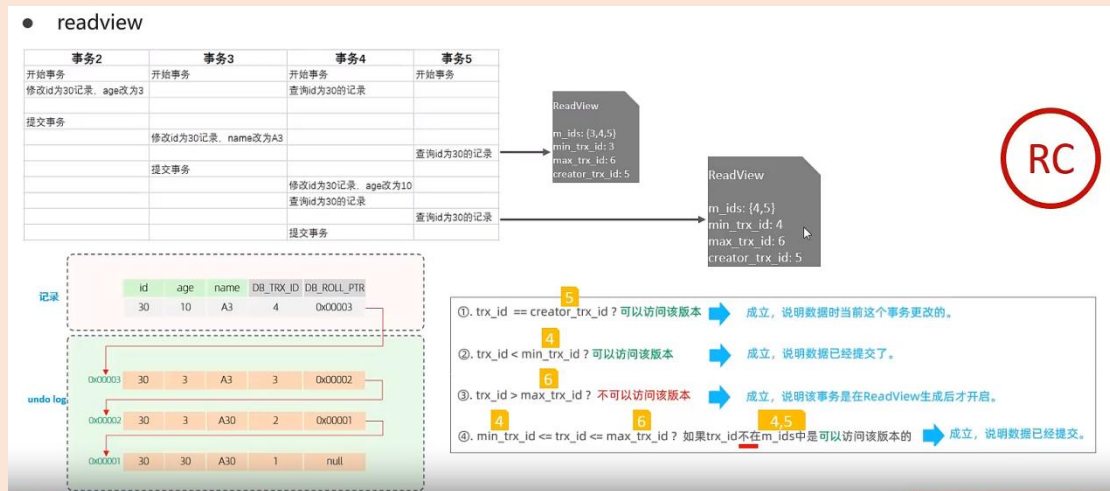 ● readview
事务2 事务3 事务4 事务5
开始事务 开始事务 开始事务 开始事务
修改id为30记录，age改为3 查询id为30的记录
提交事务
修改id为30记录，name改为A3
查询id为30的记录
提交事务
修改id为30记录，age改为10
查询id为30的记录
查询id为30的记录
提交事务
ReadView
m_ids: {3,4,5}
min_trx_id: 3
max_trx_id: 6
creator_trx_id: 5
ReadView
m_ids: {4,5}
min_trx_id: 4
max_trx_id: 6
creator_trx_id: 5
RC
记录
id age name DB_TRX_ID DB_ROLL_PTR
30 10 A3 4 0x00003
undo log
0x00003 30 3 A3 3 0x00002
0x00002 30 3 A30 2 0x00001
0x00001 30 30 A30 1 null
5
①. trx_id == creator_trx_id ? 可以访问该版本 成立，说明数据时当前这个事务更改的。
4
②. trx_id < min_trx_id ? 可以访问该版本 成立，说明数据已经提交了。
6
③. trx_id > max_trx_id ? 不可以访问该版本 成立，说明该事务是在ReadView生成后才开启。
4 6 4,5
④. min_trx_id <= trx_id <= max_trx_id ? 如果trx_id不在m_ids中是可以访问该版本的 成立，说明数据已经提交。